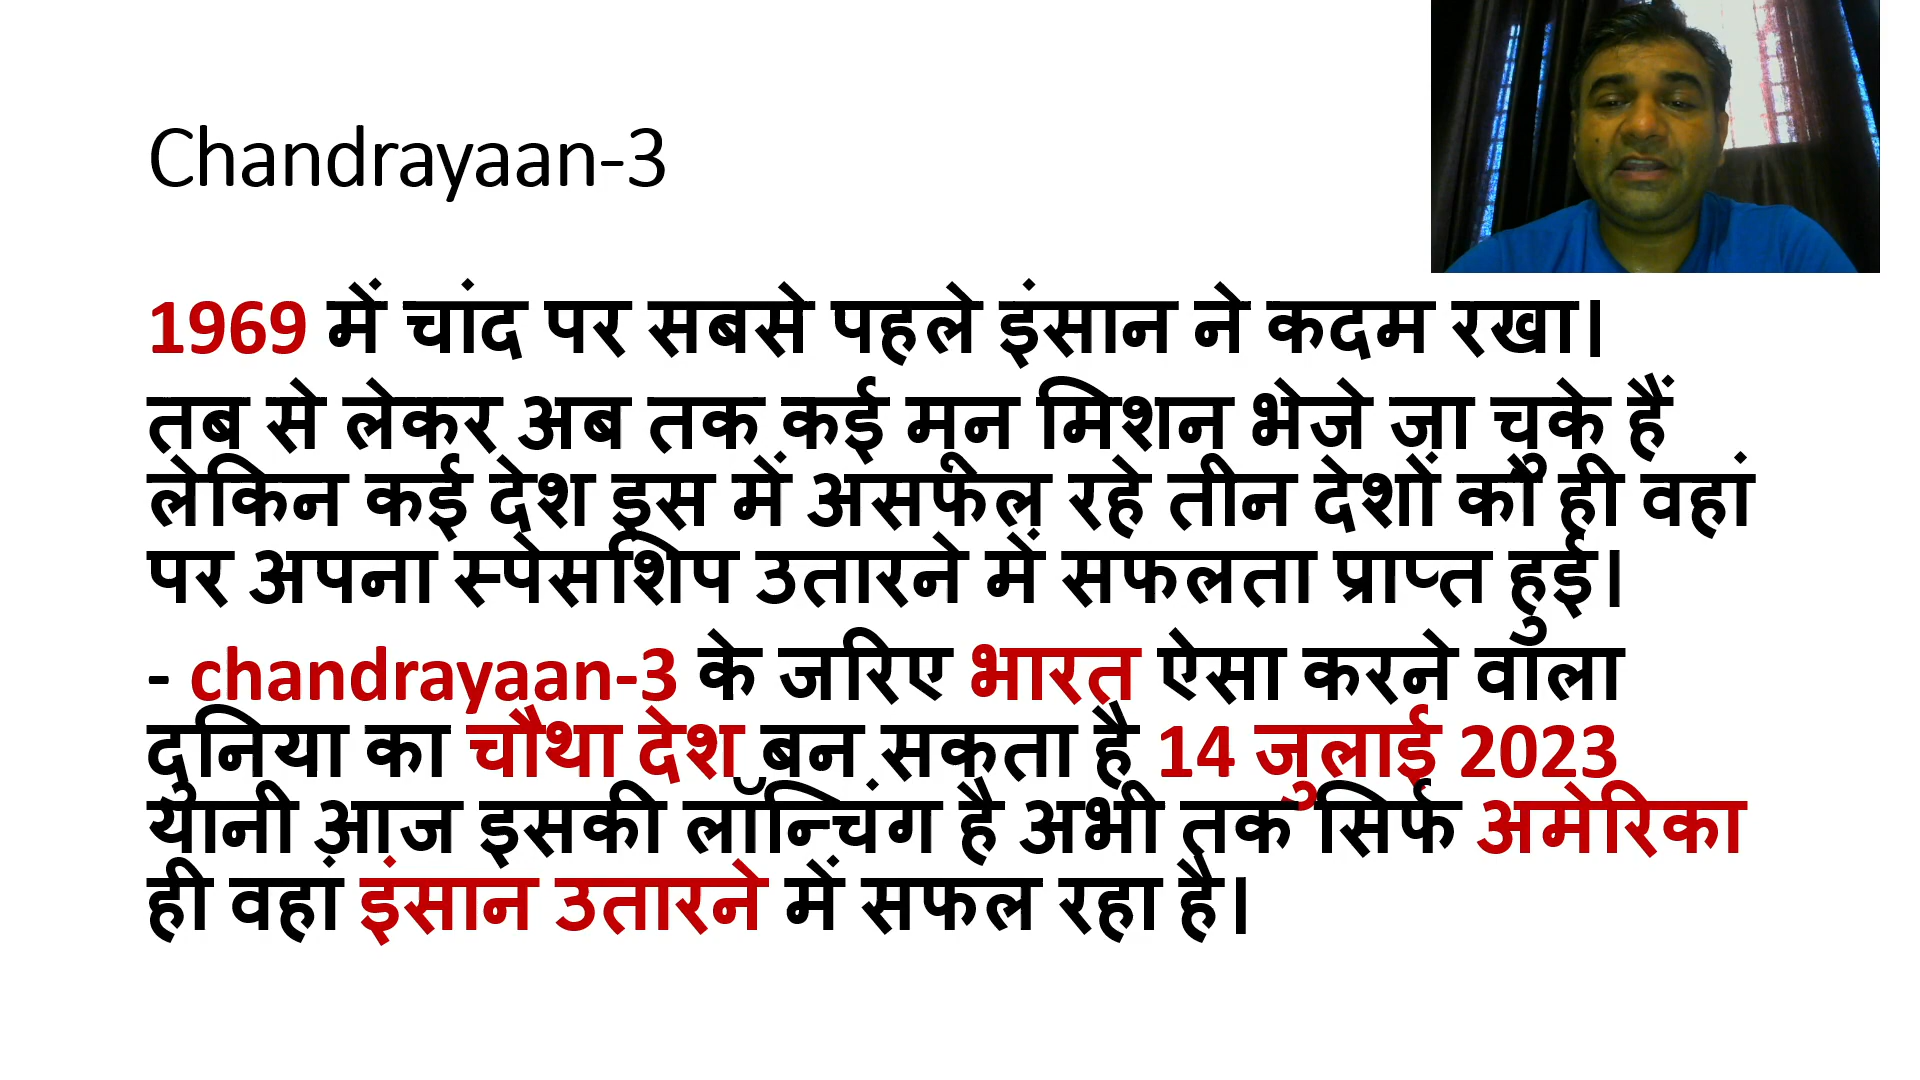 Chandrayaan-3
1969 में चांद पर सबसे पहले इंसान ने कदम रखा।
तब से लेकर अब तक कई मून मिशन भेजे जा चुके हैं
लेकिन कई देश इस में असफल रहे तीन देशों को ही वहां
पर अपना स्पेसशिप उतारने में सफलता प्राप्त हुई।
- chandrayaan-3 के जरिए भारत ऐसा करने वाला
दुनिया का चौथा देश बन सकता है 14 जुलाई 2023
यानी आज इसकी लॉन्चिंग है अभी तक सिर्फ अमेरिका
ही वहां इंसान उतारने में सफल रहा है।